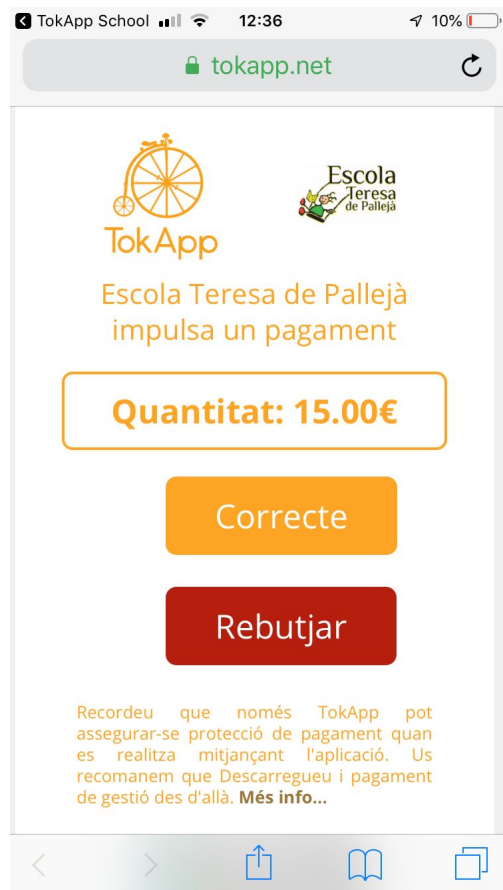 TokApp School 12:36 10%
tokapp.net
TokApp
Escola
Teresa
de Pallejà
Escola Teresa de Pallejà
impulsa un pagament
Quantitat: 15.00€
Correcte
Rebutjar
Recordeu que només TokApp pot
assegurar-se protecció de pagament quan
es realitza mitjançant l'aplicació. Us
recomanem que Descarregueu i pagament
de gestió des d'allà. Més info...